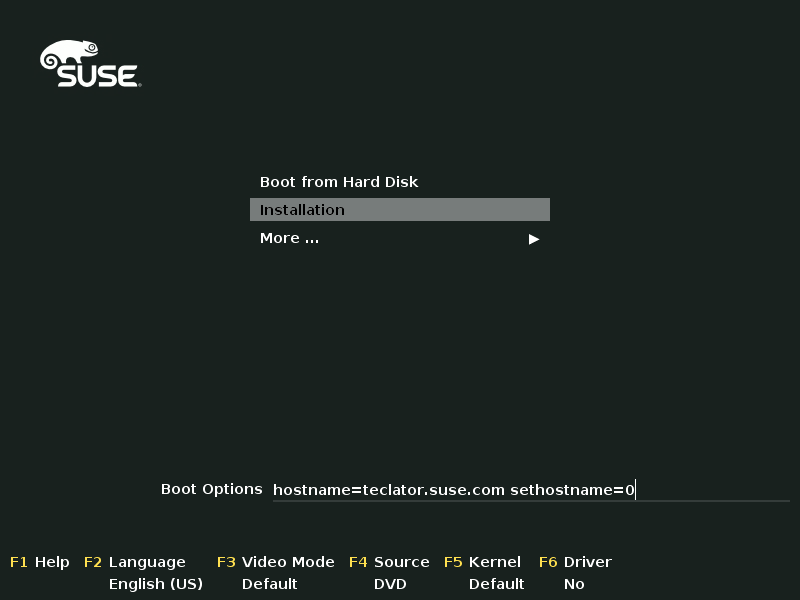 SUSE
Boot from Hard Disk
Installation
More ...
Boot Options hostname=teclator.suse.com sethostname=0
F1 Help F2 Language F3 Video Mode F4 Source F5 Kernel F6 Driver
English (US) Default DVD Default No